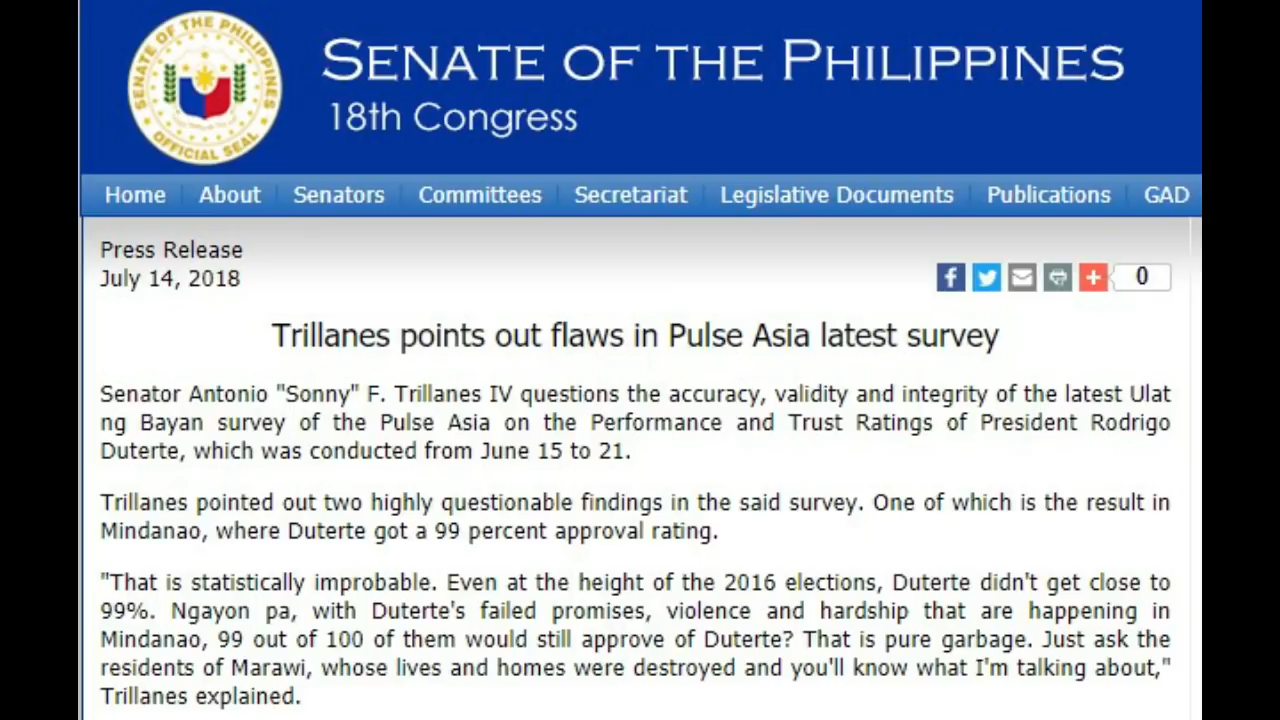 SENATE OF THE PHILIPPINES
OFFICIAL SEAL
SENATE OF THE PHILIPPINES
18th Congress
Home About Senators Committees Secretariat Legislative Documents Publications GAD
Press Release
July 14, 2018
0
Trillanes points out flaws in Pulse Asia latest survey
Senator Antonio "Sonny" F. Trillanes IV questions the accuracy, validity and integrity of the latest Ulat
ng Bayan survey of the Pulse Asia on the Performance and Trust Ratings of President Rodrigo
Duterte, which was conducted from June 15 to 21.
Trillanes pointed out two highly questionable findings in the said survey. One of which is the result in
Mindanao, where Duterte got a 99 percent approval rating.
"That is statistically improbable. Even at the height of the 2016 elections, Duterte didn't get close to
99%. Ngayon pa, with Duterte's failed promises, violence and hardship that are happening in
Mindanao, 99 out of 100 of them would still approve of Duterte? That is pure garbage. Just ask the
residents of Marawi, whose lives and homes were destroyed and you'll know what I'm talking about,"
Trillanes explained.